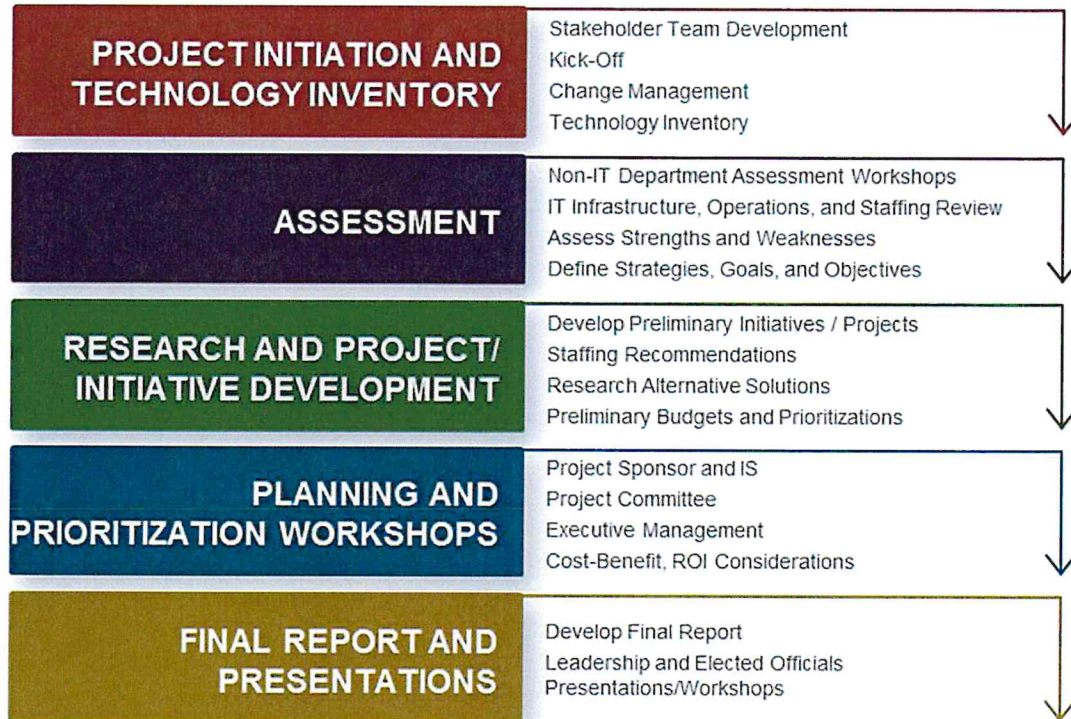 PROJECT INITIATION AND
TECHNOLOGY INVENTORY
Stakeholder Team Development
Kick-Off
Change Management
Technology Inventory
ASSESSMENT
Non-IT Department Assessment Workshops
IT Infrastructure, Operations, and Staffing Review
Assess Strengths and Weaknesses
Define Strategies, Goals, and Objectives
RESEARCH AND PROJECT/
INITIATIVE DEVELOPMENT
Develop Preliminary Initiatives / Projects
Staffing Recommendations
Research Alternative Solutions
Preliminary Budgets and Prioritizations
PLANNING AND
PRIORITIZATION WORKSHOPS
Project Sponsor and IS
Project Committee
Executive Management
Cost-Benefit, ROI Considerations
FINAL REPORT AND
PRESENTATIONS
Develop Final Report
Leadership and Elected Officials
Presentations/Workshops